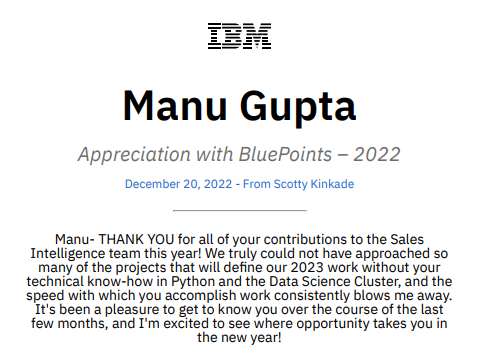 IBM
Manu Gupta
Appreciation with BluePoints – 2022
December 20, 2022 - From Scotty Kinkade
Manu- THANK YOU for all of your contributions to the Sales
Intelligence team this year! We truly could not have approached so
many of the projects that will define our 2023 work without your
technical know-how in Python and the Data Science Cluster, and the
speed with which you accomplish work consistently blows me away.
It's been a pleasure to get to know you over the course of the last
few months, and I'm excited to see where opportunity takes you in
the new year!